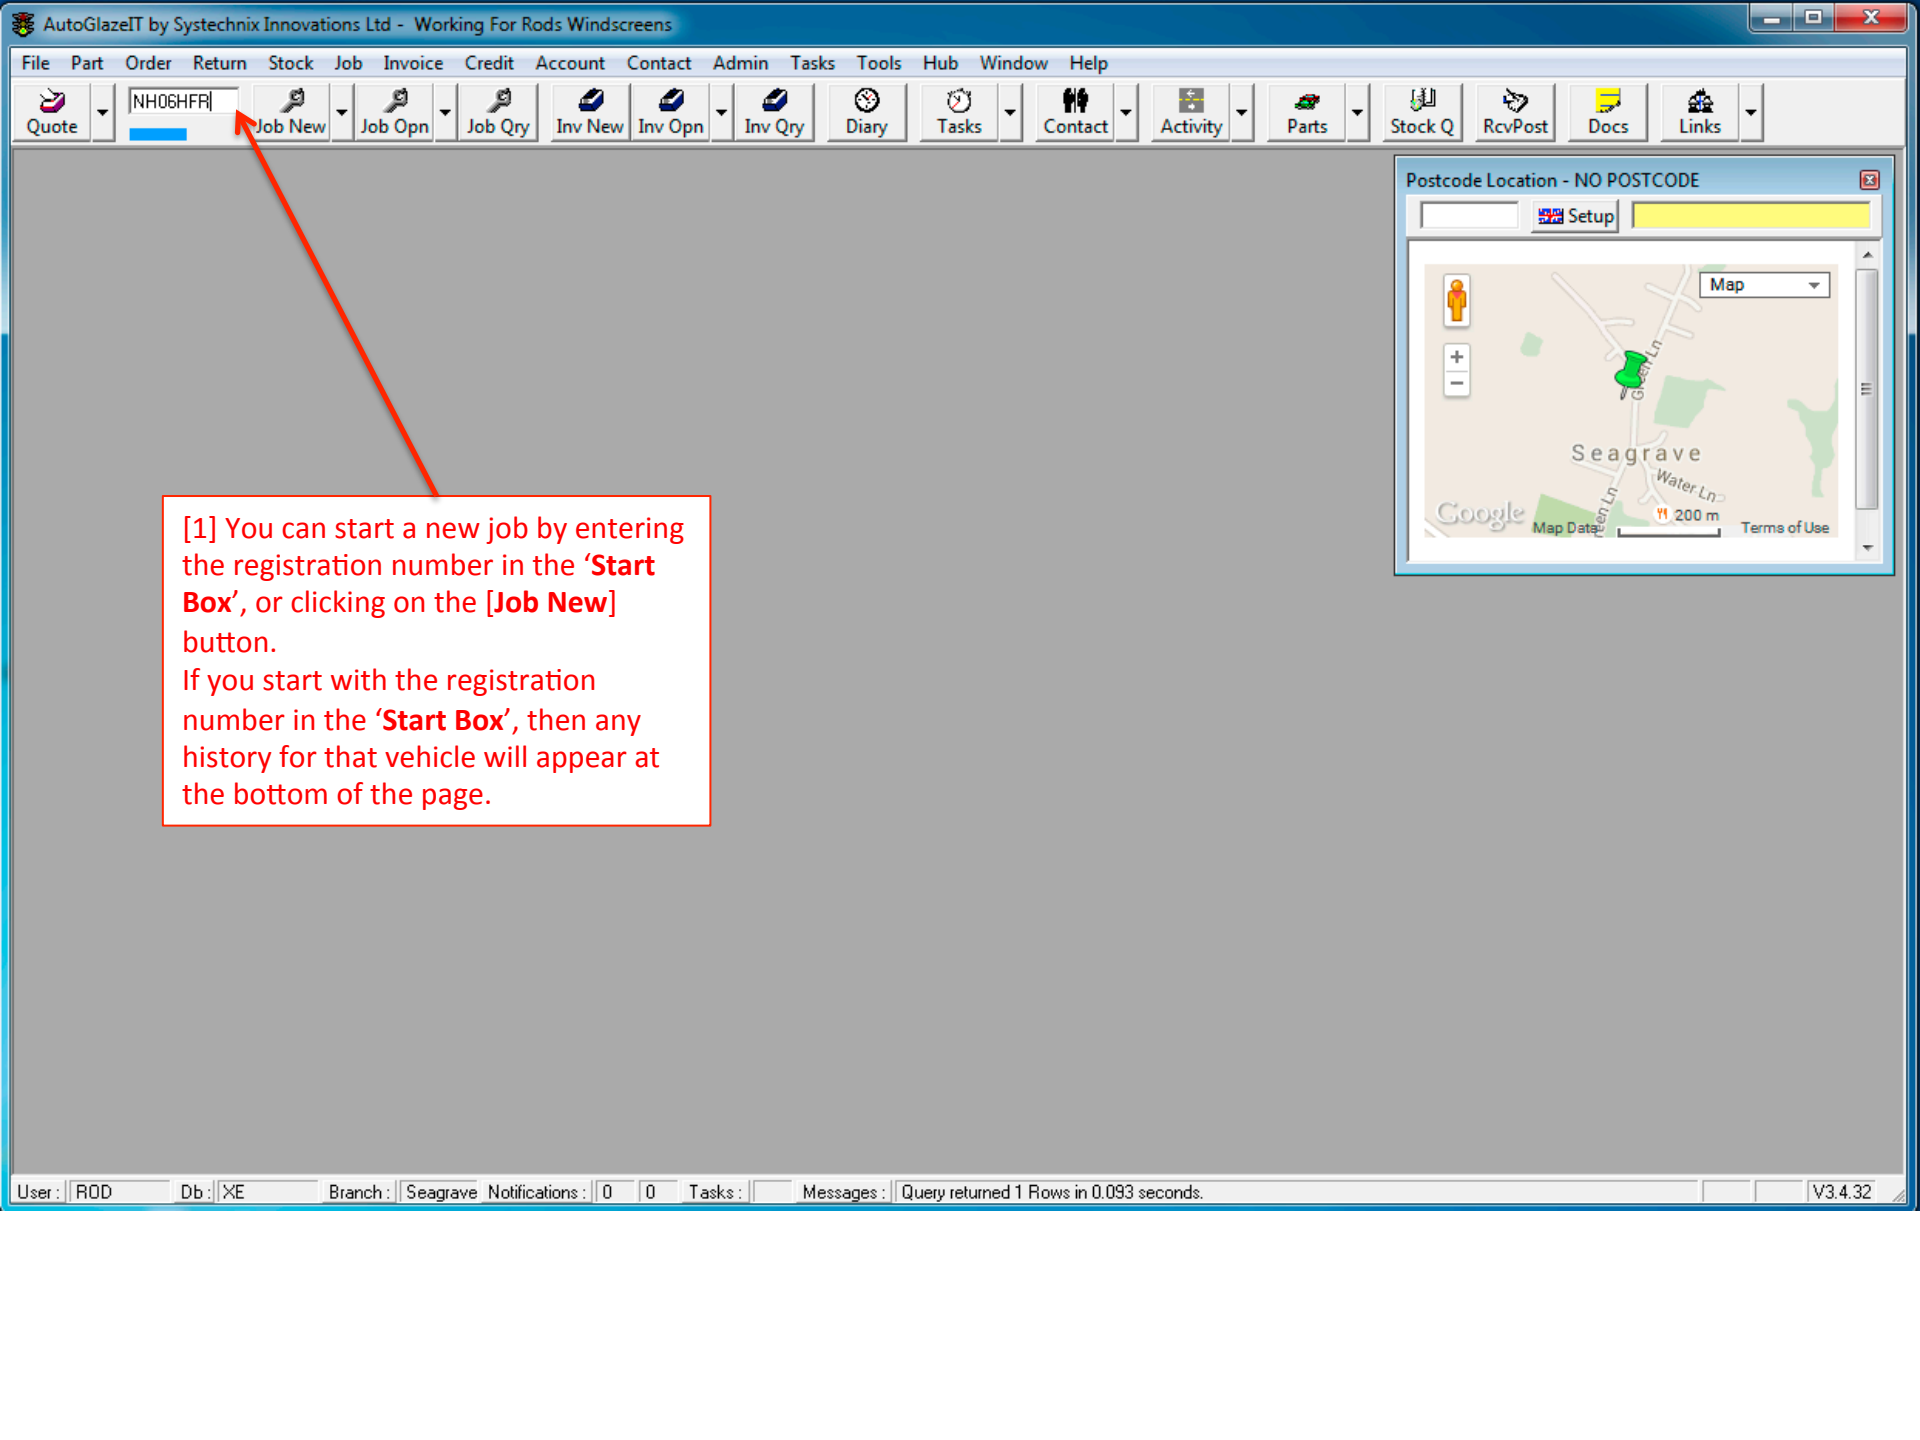 AutoGlazeIT by Systechnix Innovations Ltd - Working For Rods Windscreens
File Part Order Return Stock Job Invoice Credit Account Contact Admin Tasks Tools Hub Window Help
NH06HFR
Quote Job New Job Opn Job Qry Inv New Inv Opn Inv Qry Diary Tasks Contact Activity Parts Stock Q RcvPost Docs Links
Postcode Location - NO POSTCODE
Setup
Map
Green Ln
Seagrave
Water Ln
een Ln
Google
Map Data
200 m
Terms of Use
[1] You can start a new job by entering
the registration number in the ‘Start
Box’, or clicking on the [Job New]
button.
If you start with the registration
number in the ‘Start Box’, then any
history for that vehicle will appear at
the bottom of the page.
User : ROD Db : XE Branch : Seagrave Notifications : 0 0 Tasks : Messages : Query returned 1 Rows in 0.093 seconds. V3.4.32